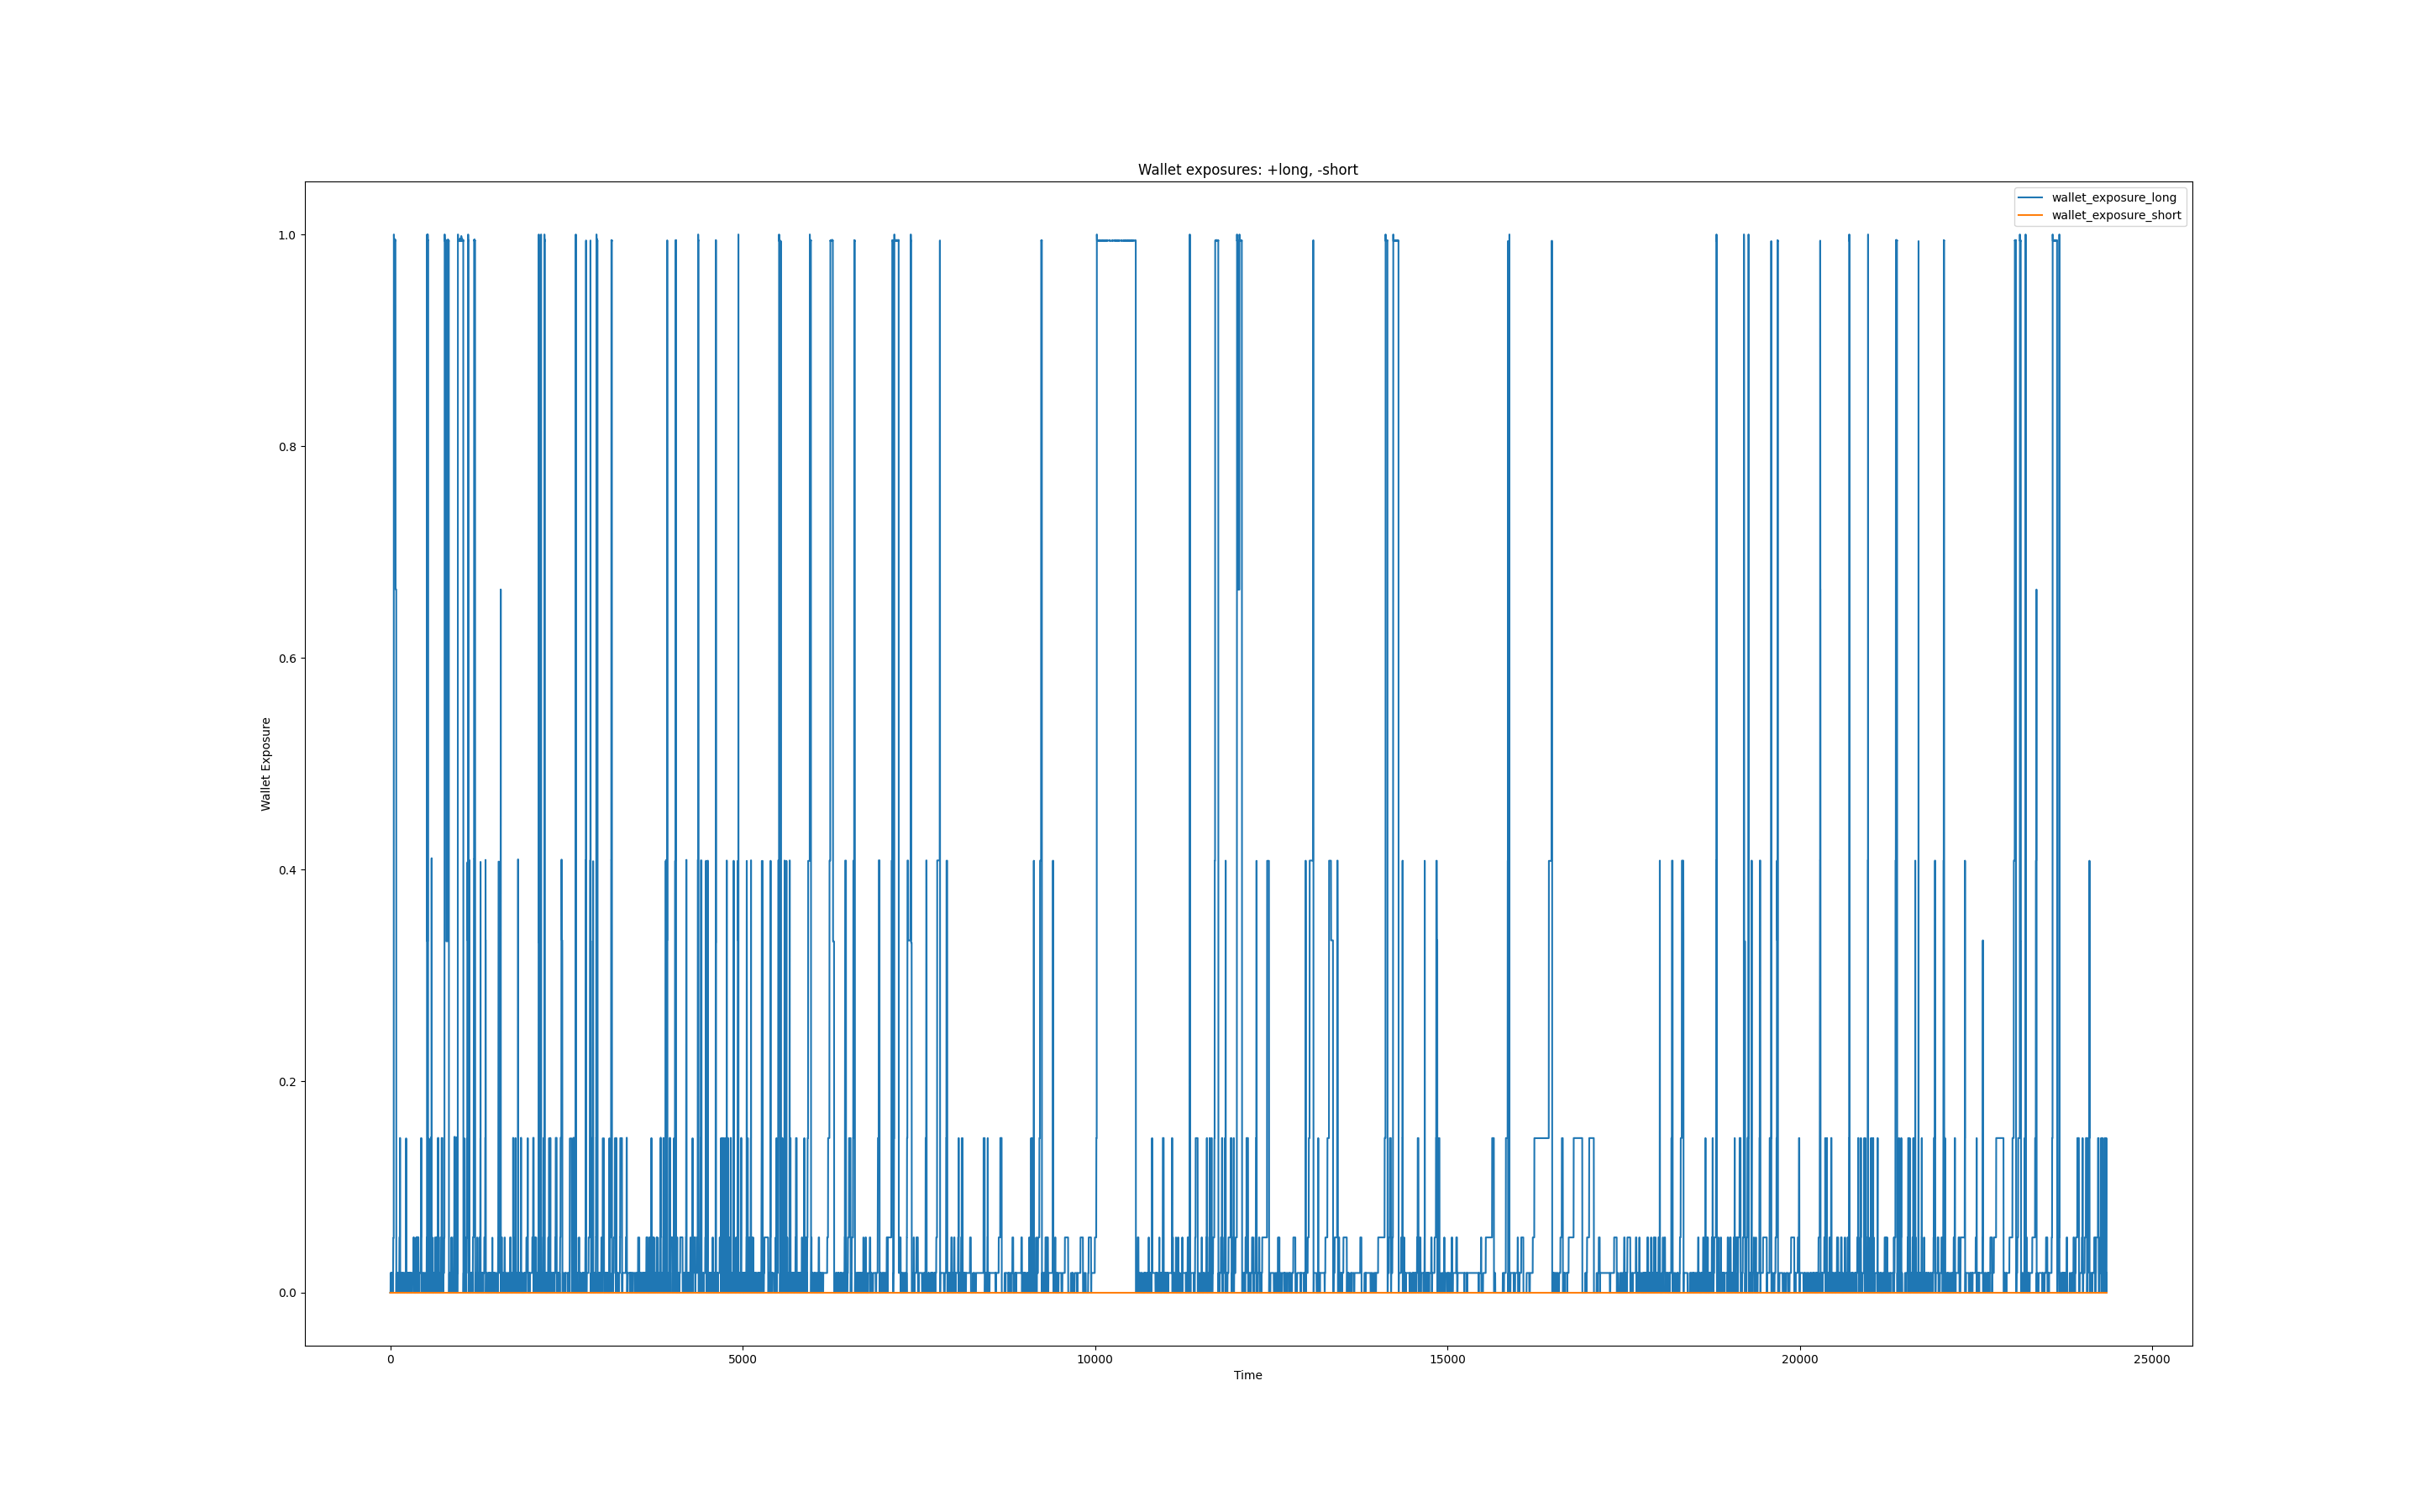 Wallet exposures: +long, -short
wallet_exposure_long
wallet_exposure_short
1.0
0.8
0.6
0.4
0.2
0.0
Wallet Exposure
0 5000 10000 15000 20000 25000
Time